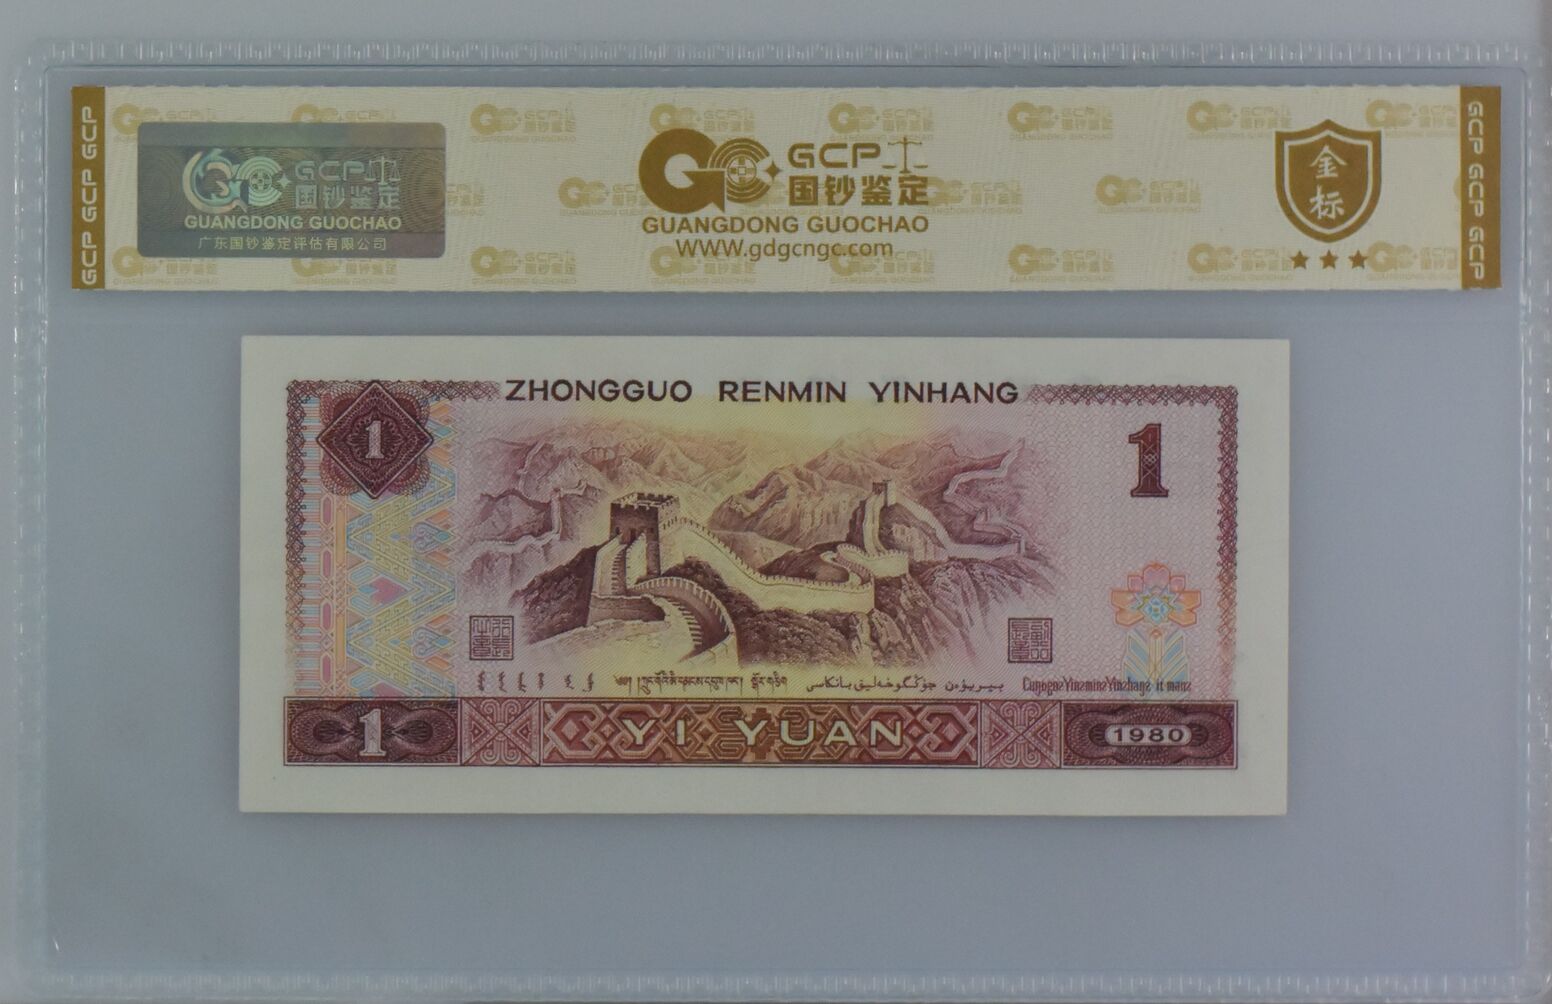 GCP GCP GCP
GCP
国钞鉴定
GUANGDONG GUOCHAO
广东国钞鉴定评估有限公司
GCP
国钞鉴定
GUANGDONG GUOCHAO
WWW.gdgcngc.com
金
标
GCP GCP GCP
ZHONGGUO RENMIN YINHANG
1
1
1
YI YUAN
1980